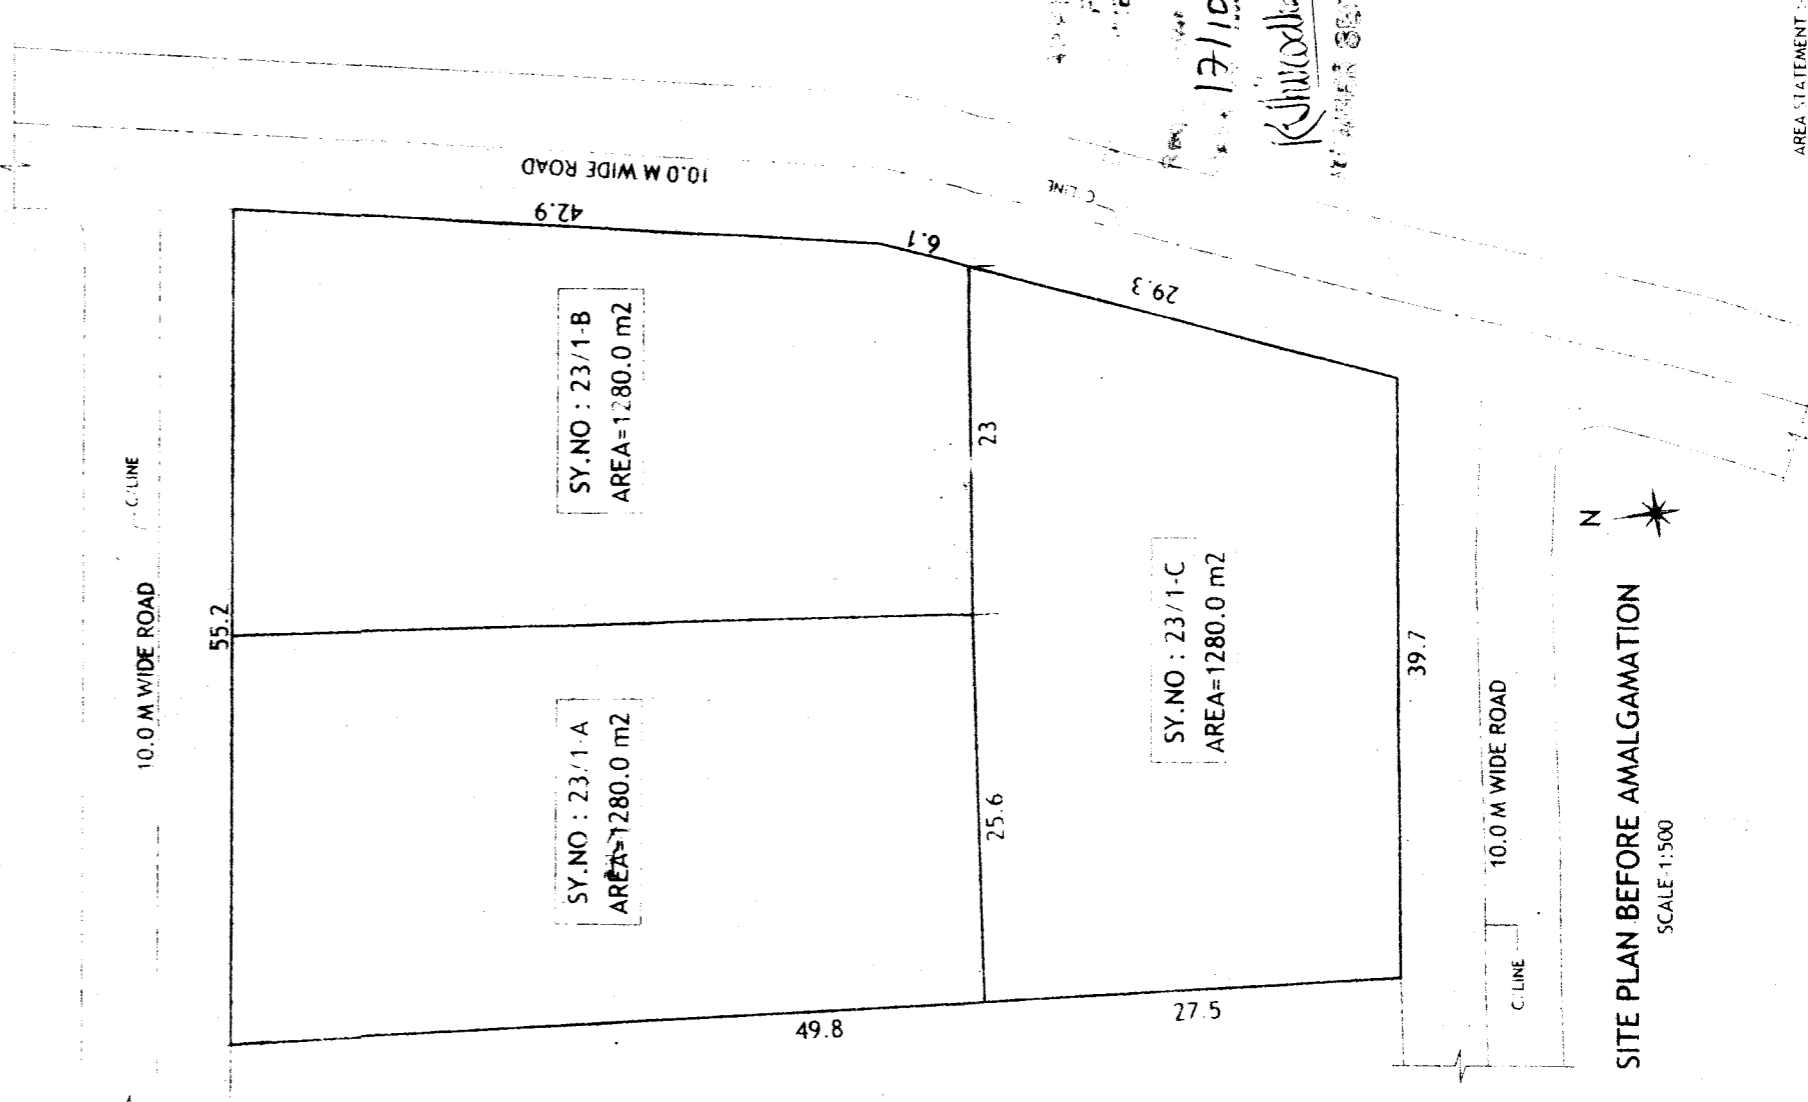 10.0 M WIDE ROAD
C/LINE
55.2
10.0 M WIDE ROAD
42.9
6.1
C LINE
29.3
SY.NO : 23/1-A
AREA=1280.0 m2
SY.NO : 23/1-B
AREA=1280.0 m2
49.8
25.6
23
SY.NO : 23/1-C
AREA=1280.0 m2
27.5
39.7
10.0 M WIDE ROAD
C/LINE
N
SITE PLAN BEFORE AMALGAMATION
SCALE-1:500
17/10
AREA STATEMENT :